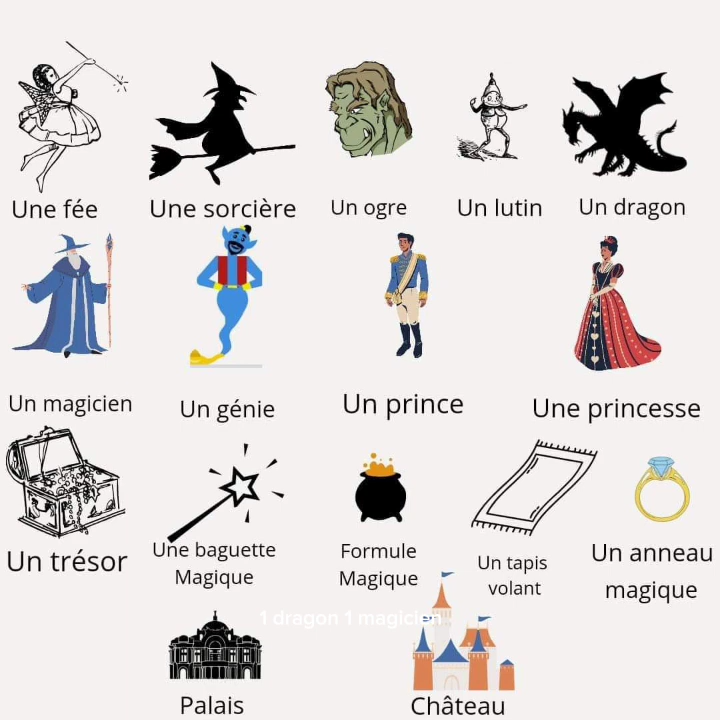 Une fée
Une sorcière
Un ogre
Un lutin
Un dragon
Un magicien
Un génie
Un prince
Une princesse
Un trésor
Une baguette
Magique
Formule
Magique
Un tapis
volant
Un anneau
magique
1 dragon 1 magicien
Palais
Château